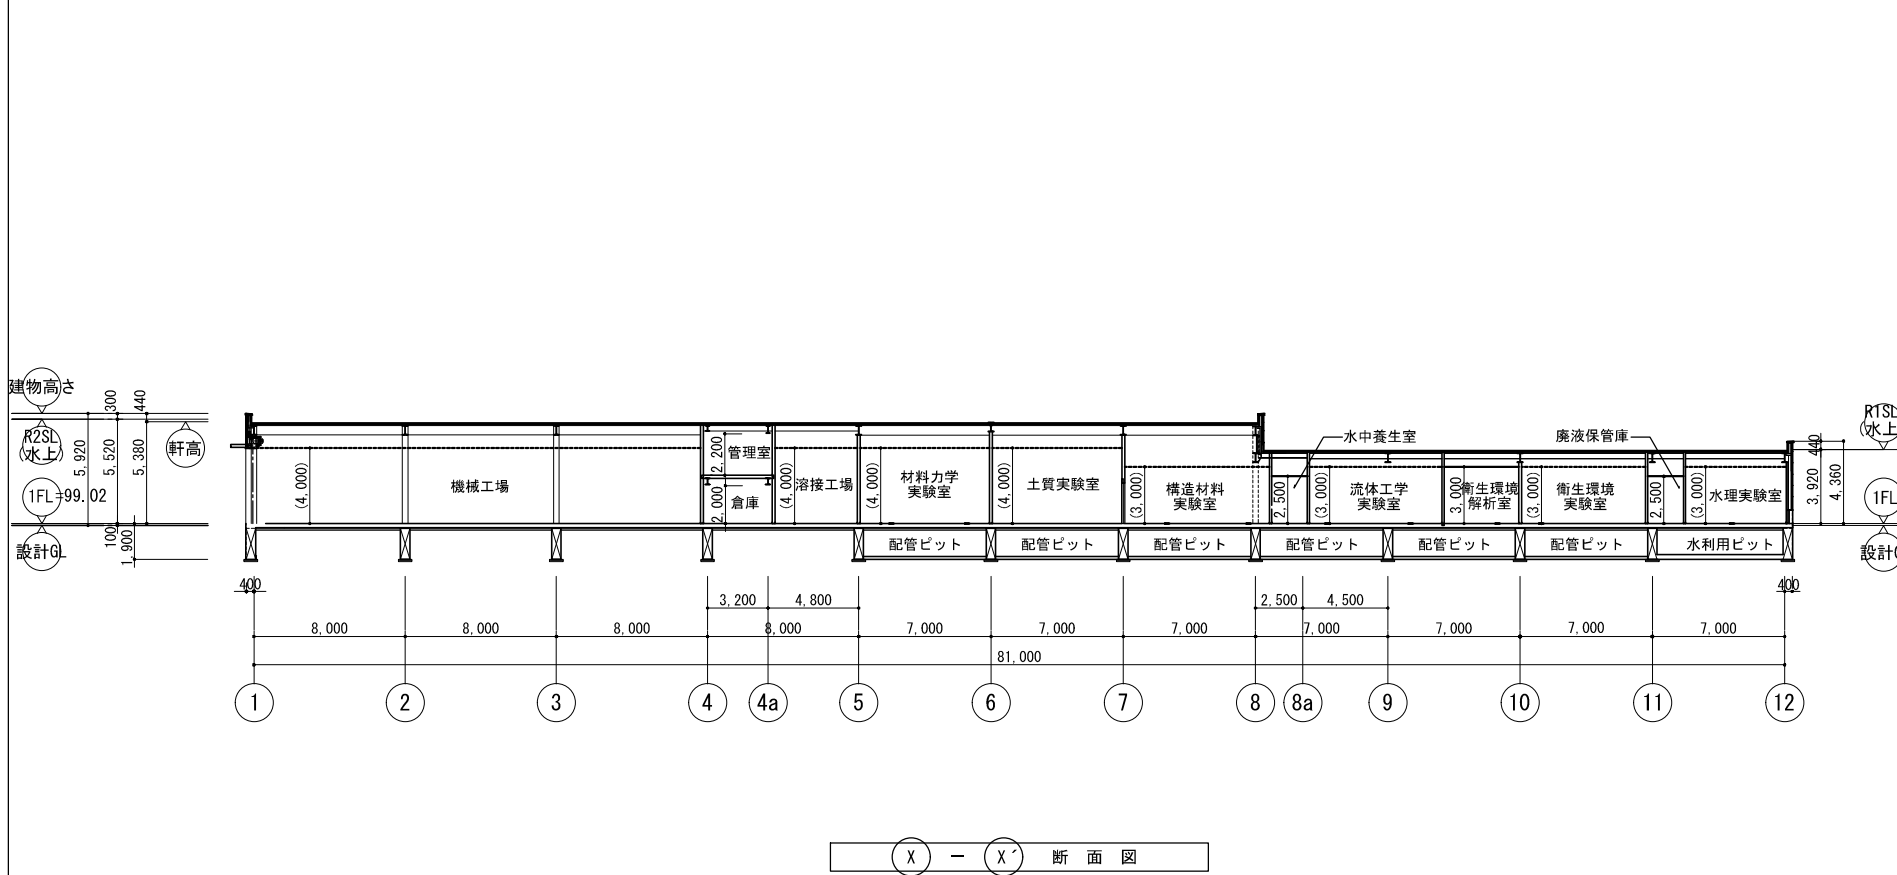 建物高さ
R2SL
(水上)
1FL=99.02
設計GL
軒高
5,920
300
5,520
440
5,380
100
1,900
機械工場
(4,000)
管理室
2,200
倉庫
2,000
溶接工場
(4,000)
材料力学
実験室
(4,000)
土質実験室
(4,000)
構造材料
実験室
(3,000)
水中養生室
2,500
流体工学
実験室
(3,000)
衛生環境
解析室
3,000
衛生環境
実験室
(3,000)
廃液保管庫
2,500
水理実験室
(3,000)
配管ピット
配管ピット
配管ピット
配管ピット
配管ピット
配管ピット
水利用ピット
R1SL
(水上
440
3,920
4,360
1FL
設計
400
400
3,200
4,800
2,500
4,500
8,000
8,000
8,000
8,000
7,000
7,000
7,000
7,000
7,000
7,000
7,000
81,000
1
2
3
4
4a
5
6
7
8
8a
9
10
11
12
X - X´ 断面図